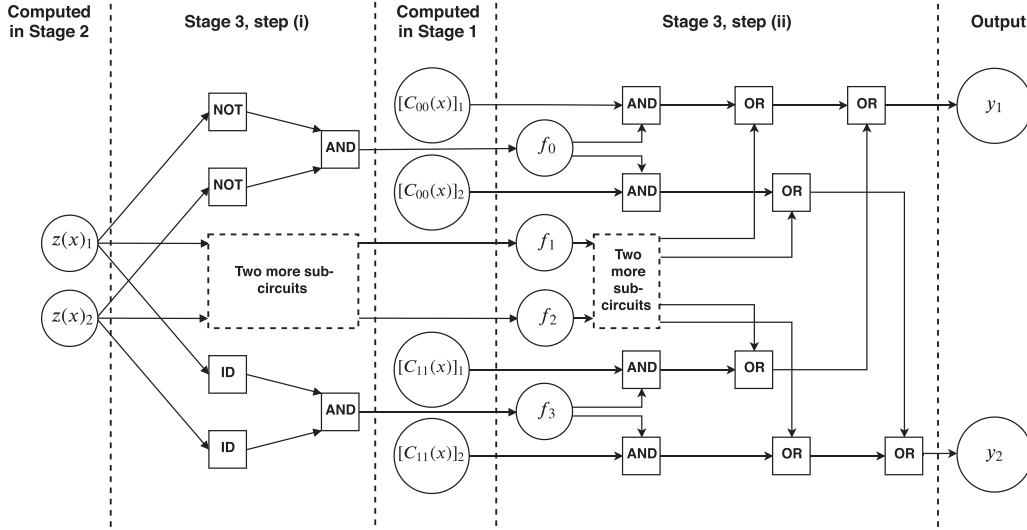 Computed
in Stage 2
Stage 3, step (i)
Computed
in Stage 1
Stage 3, step (ii)
Output
NOT
NOT
AND
[C₀₀(x)]₁
[C₀₀(x)]₂
f₀
AND
OR
OR
y₁
AND
OR
z(x)₁
z(x)₂
Two more sub-
circuits
f₁
f₂
Two
more
sub-
circuits
ID
ID
AND
[C₁₁(x)]₁
[C₁₁(x)]₂
f₃
AND
OR
AND
OR
OR
y₂